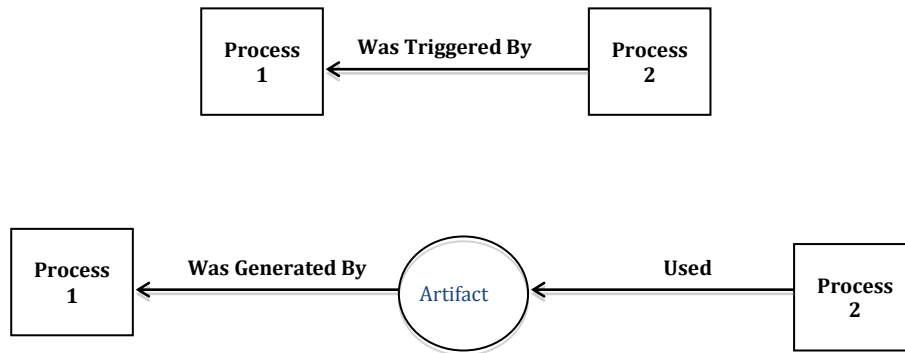 Process
1
Was Triggered By
Process
2
Process
1
Was Generated By
Artifact
Used
Process
2